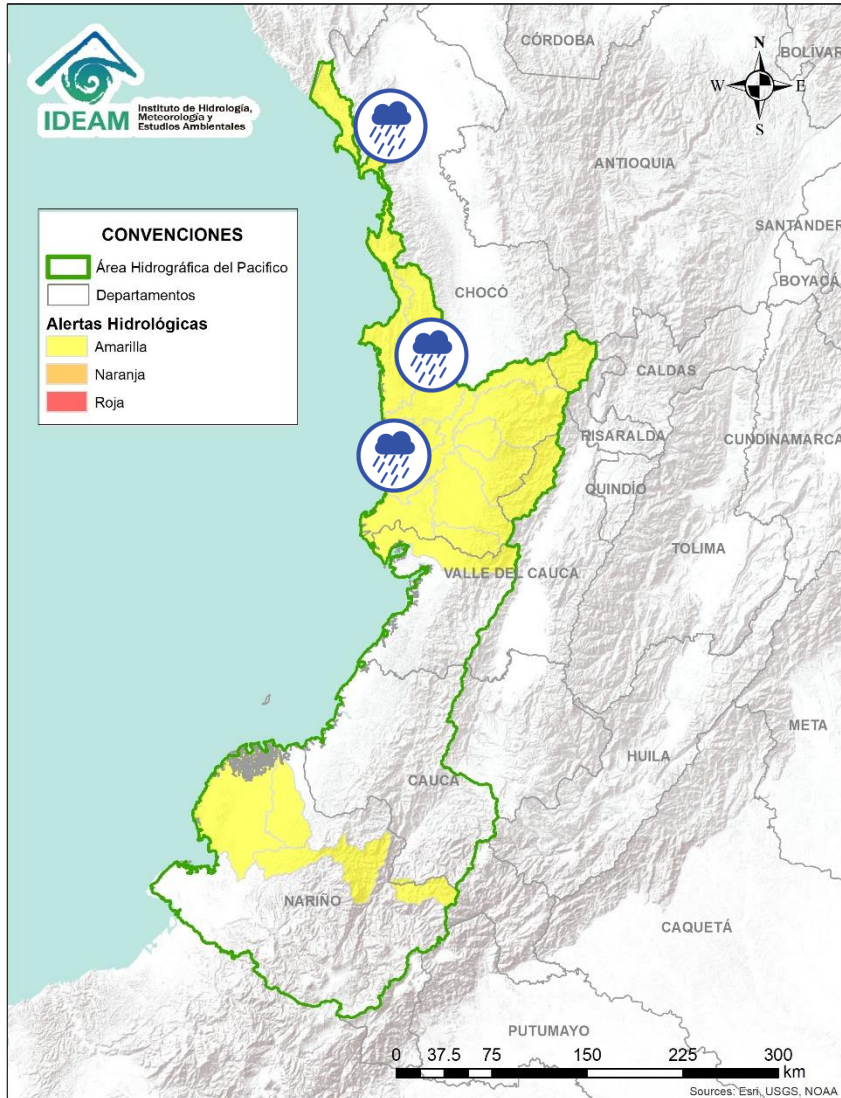 IDEAM
Instituto de Hidrología,
Meteorología y
Estudios Ambientales
CÓRDOBA
BOLÍVAR
N
W
E
S
ANTIOQUIA
SANTANDER
BOYACÁ
CONVENCIONES
Área Hidrográfica del Pacifico
Departamentos
Alertas Hidrológicas
Amarilla
Naranja
Roja
CHOCÓ
CALDAS
RISARALDA
CUNDINAMARCA
QUINDÍO
TOLIMA
VALLE DEL CAUCA
META
HUILA
CAUCA
NARIÑO
CAQUETÁ
PUTUMAYO
0 37.5 75 150 225 300
km
Sources: Esri, USGS, NOAA